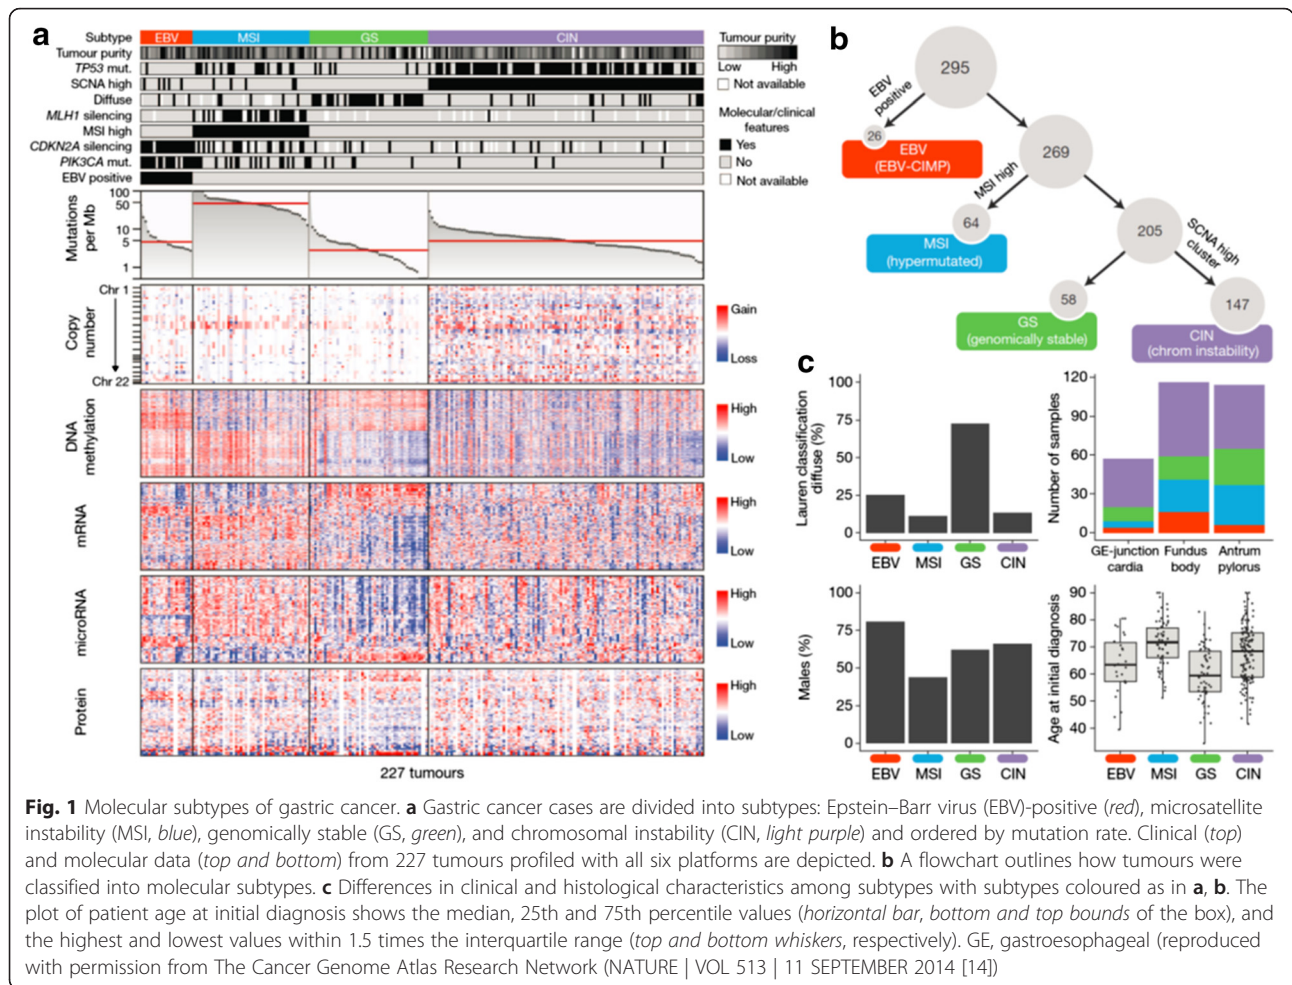 a
Subtype
EBV
MSI
GS
CIN
Tumour purity
TP53 mut.
SCNA high
Diffuse
MLH1 silencing
MSI high
CDKN2A silencing
PIK3CA mut.
EBV positive
Tumour purity
Low High
Not available
Molecular/clinical
features
Yes
No
Not available
Mutations
per Mb
100
50
10
5
1
Copy
number
Chr 1
Chr 22
Gain
Loss
DNA
methylation
High
Low
mRNA
High
Low
microRNA
High
Low
Protein
High
Low
227 tumours
b
295
EBV
positive
26
EBV
(EBV-CIMP)
269
MSI high
64
MSI
(hypermutated)
205
SCNA high
cluster
58
GS
(genomically stable)
147
CIN
(chrom instability)
c
Lauren classification
diffuse (%)
100
75
50
25
0
EBV MSI GS CIN
Number of samples
120
90
60
30
0
GE-junction
cardia
Fundus
body
Antrum
pylorus
Males (%)
100
75
50
25
0
EBV MSI GS CIN
Age at initial diagnosis
90
80
70
60
50
40
EBV MSI GS CIN
Fig. 1 Molecular subtypes of gastric cancer. a Gastric cancer cases are divided into subtypes: Epstein–Barr virus (EBV)-positive (red), microsatellite
instability (MSI, blue), genomically stable (GS, green), and chromosomal instability (CIN, light purple) and ordered by mutation rate. Clinical (top)
and molecular data (top and bottom) from 227 tumours profiled with all six platforms are depicted. b A flowchart outlines how tumours were
classified into molecular subtypes. c Differences in clinical and histological characteristics among subtypes with subtypes coloured as in a, b. The
plot of patient age at initial diagnosis shows the median, 25th and 75th percentile values (horizontal bar, bottom and top bounds of the box), and
the highest and lowest values within 1.5 times the interquartile range (top and bottom whiskers, respectively). GE, gastroesophageal (reproduced
with permission from The Cancer Genome Atlas Research Network (NATURE | VOL 513 | 11 SEPTEMBER 2014 [14])